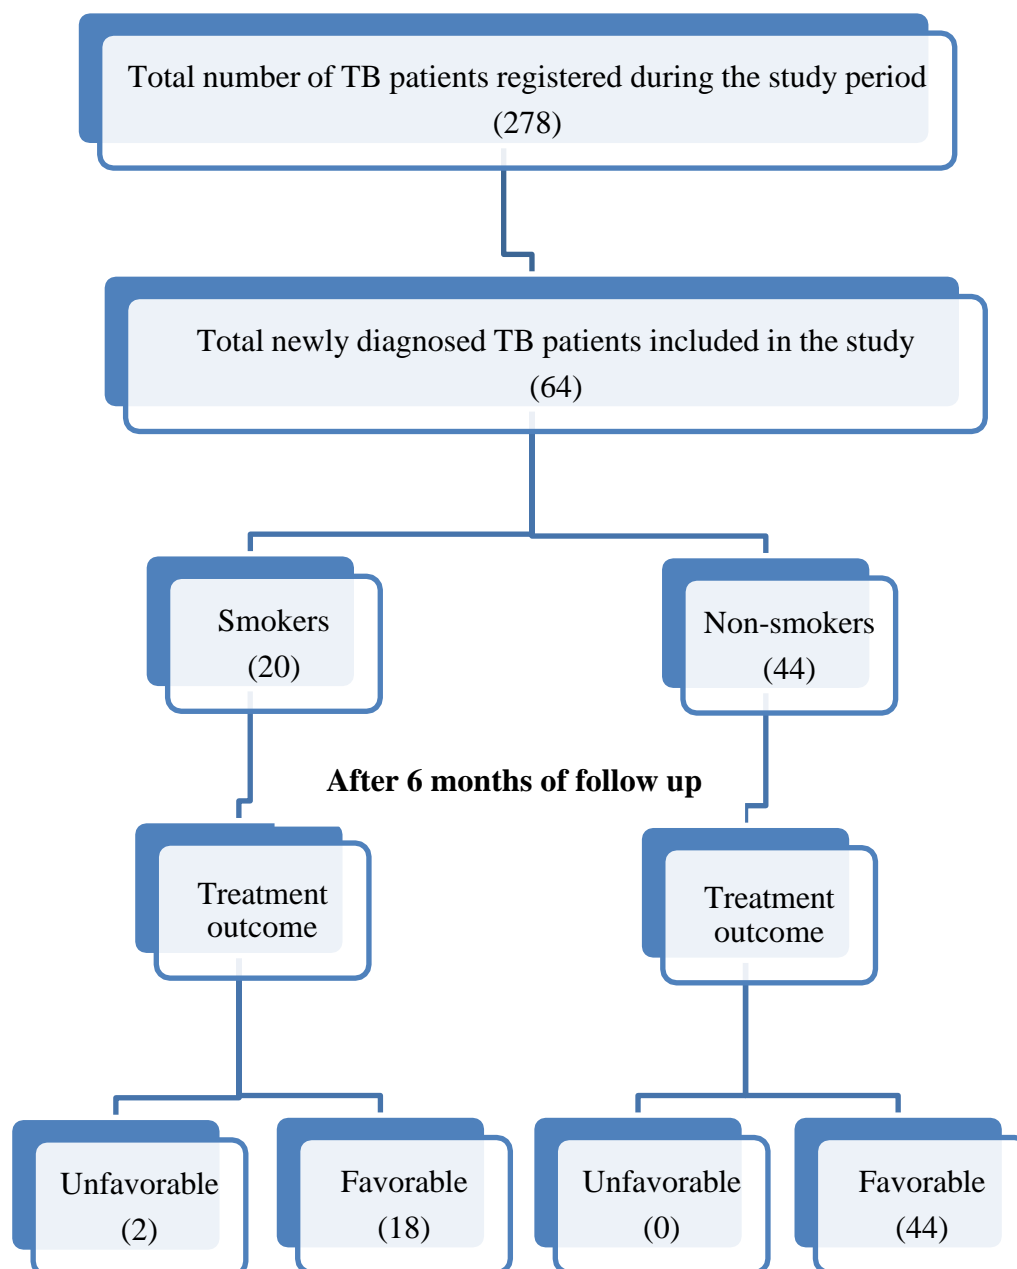 Total number of TB patients registered during the study period
(278)
Total newly diagnosed TB patients included in the study
(64)
Smokers
(20)
Non-smokers
(44)
After 6 months of follow up
Treatment
outcome
Treatment
outcome
Unfavorable
(2)
Favorable
(18)
Unfavorable
(0)
Favorable
(44)